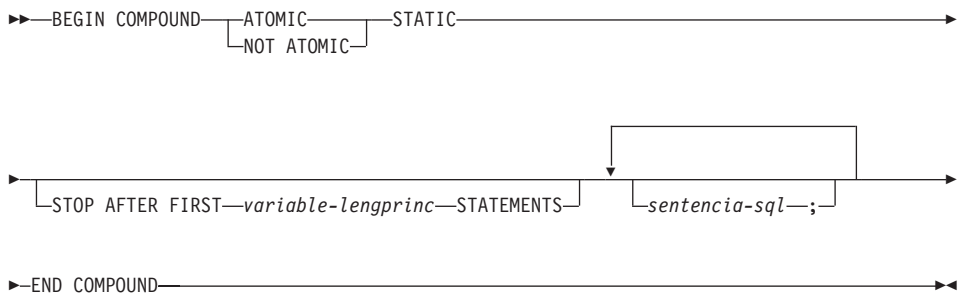 BEGIN COMPOUND ATOMIC STATIC
NOT ATOMIC
STOP AFTER FIRST variable-lengprinc STATEMENTS sentencia-sql ;
END COMPOUND